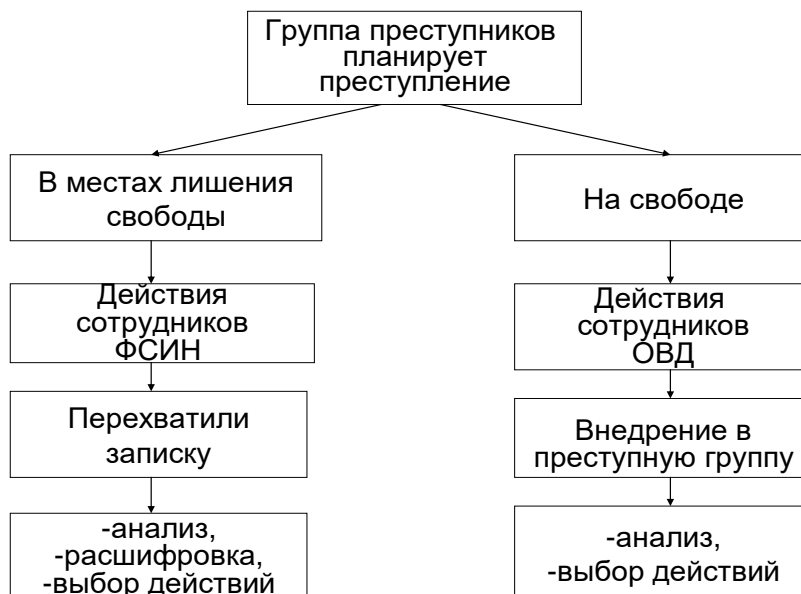 Группа преступников
планирует
преступление
В местах лишения
свободы
На свободе
Действия
сотрудников
ФСИН
Действия
сотрудников
ОВД
Перехватили
записку
Внедрение в
преступную группу
-анализ,
-расшифровка,
-выбор действий
-анализ,
-выбор действий